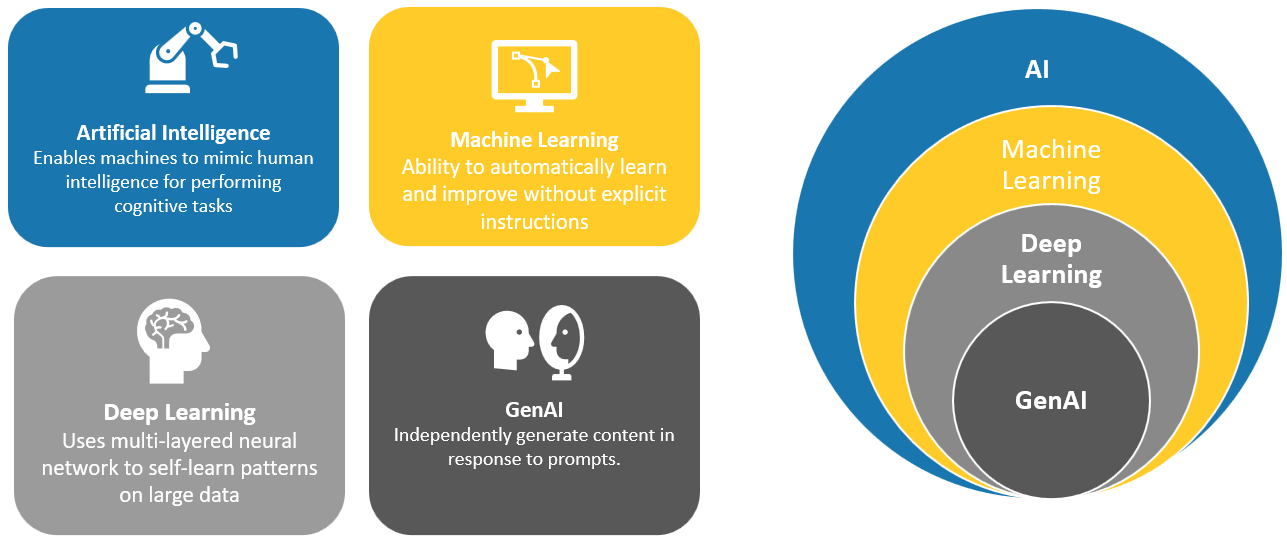 Artificial Intelligence
Enables machines to mimic human
intelligence for performing
cognitive tasks
Machine Learning
Ability to automatically learn
and improve without explicit
instructions
Deep Learning
Uses multi-layered neural
network to self-learn patterns
on large data
GenAI
Independently generate content in
response to prompts.
AI
Machine
Learning
Deep
Learning
GenAI